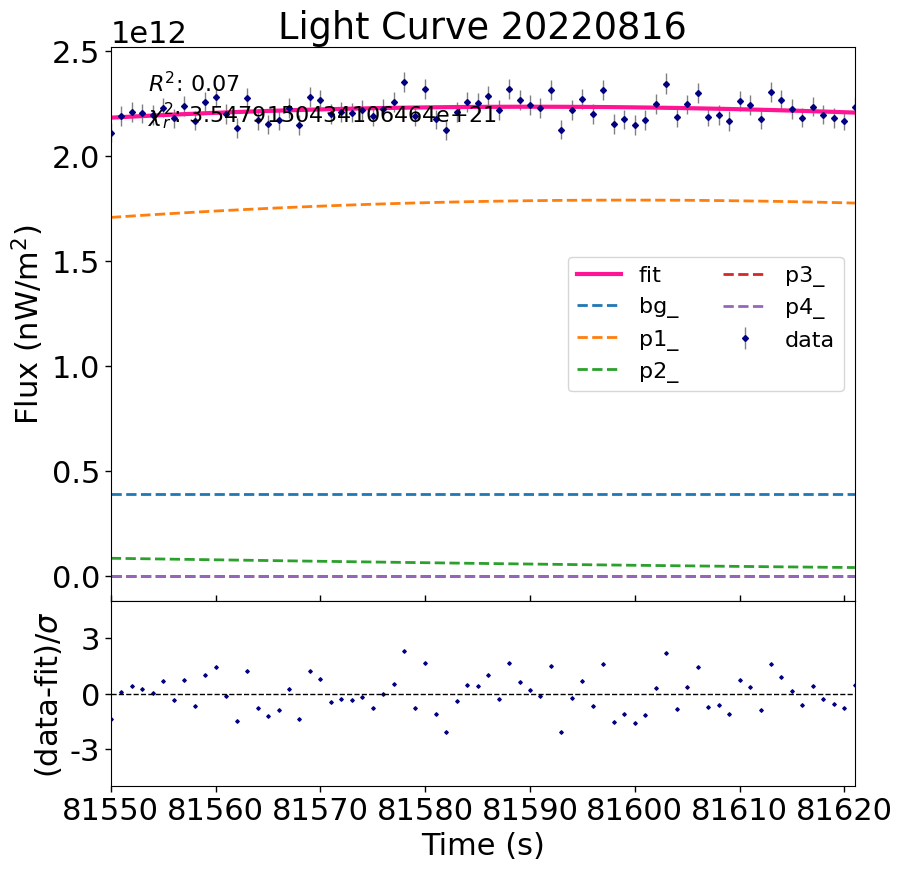 Light Curve 20220816
1e12
R²: 0.07
χ²ᵣ: 3.5479150434106464e+21
2.5
2.0
1.5
1.0
0.5
0.0
Flux (nW/m²)
fit
bg_
p1_
p2_
p3_
p4_
data
3
0
-3
(data-fit)/σ
81550 81560 81570 81580 81590 81600 81610 81620
Time (s)